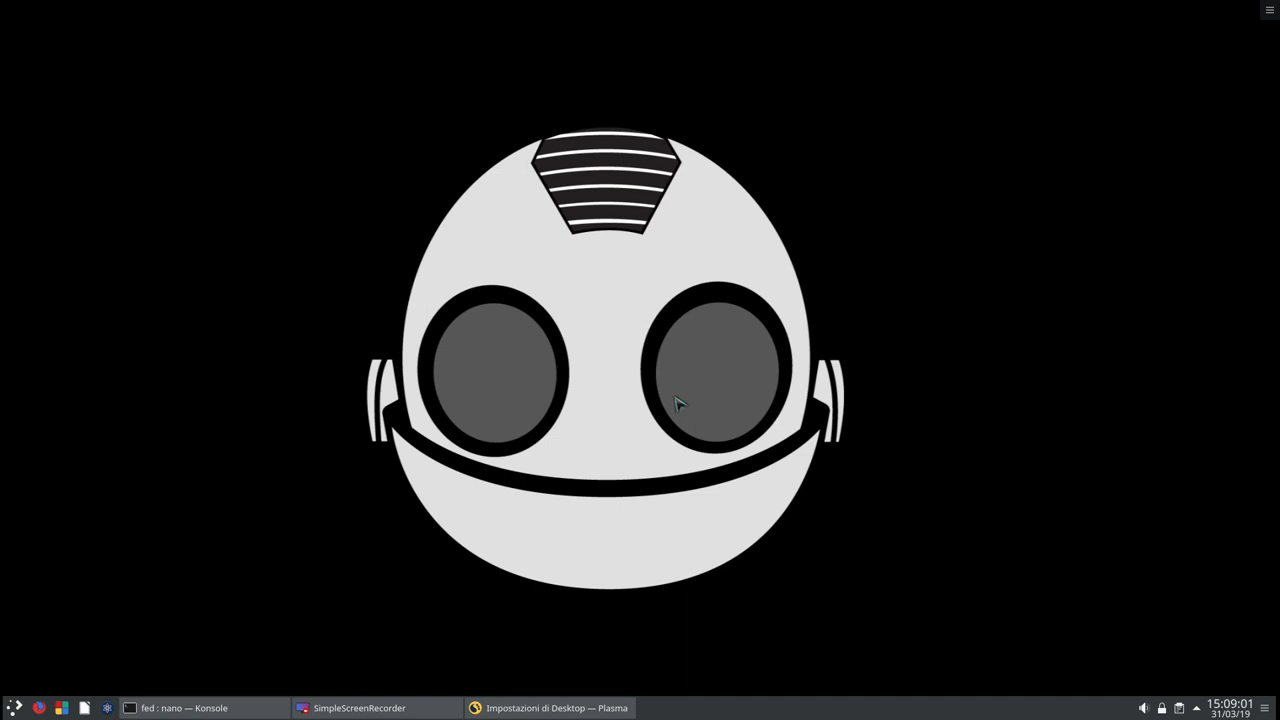 fed : nano — Konsole
SimpleScreenRecorder
Impostazioni di Desktop — Plasma
15:09:01
31/03/19